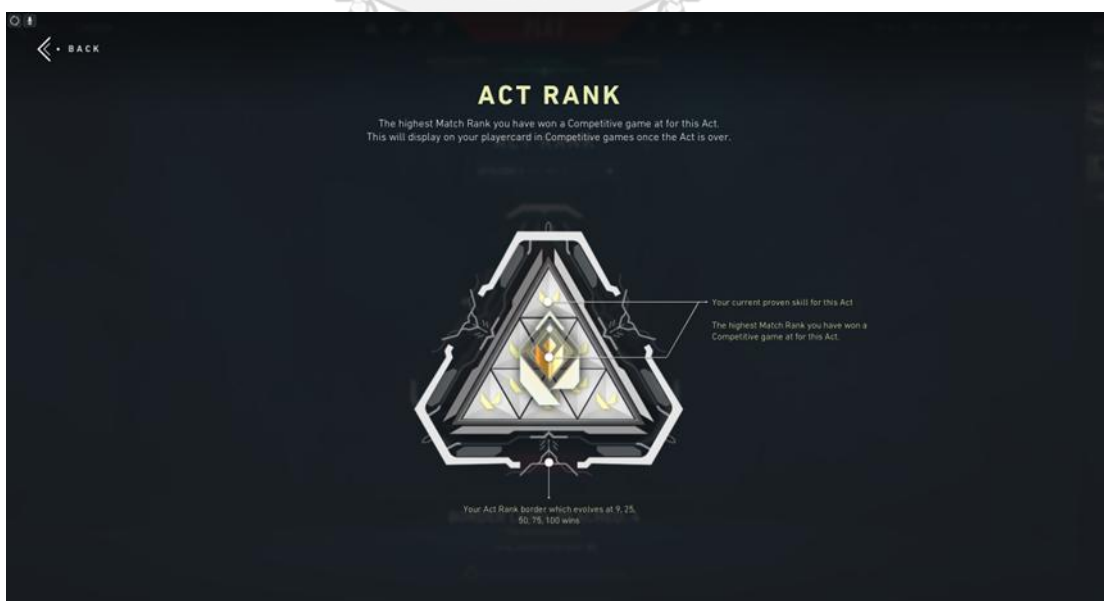 BACK
ACT RANK
The highest Match Rank you have won a Competitive game at for this Act.
This will display on your playercard in Competitive games once the Act is over.
Your current proven skill for this Act
The highest Match Rank you have won a
Competitive game at for this Act.
Your Act Rank border which evolves at 9, 25,
50, 75, 100 wins